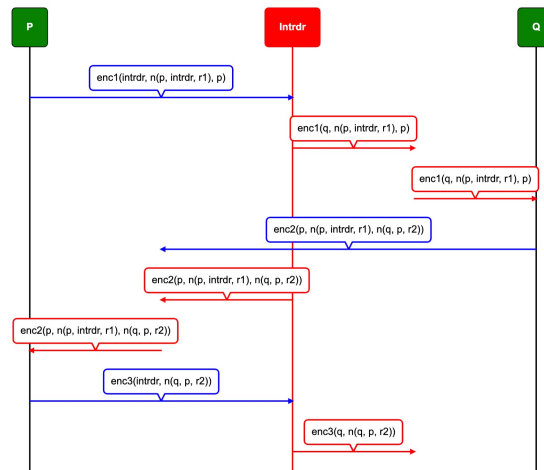 P
Intrdr
Q
enc1(intrdr, n(p, intrdr, r1), p)
enc1(q, n(p, intrdr, r1), p)
enc1(q, n(p, intrdr, r1), p)
enc2(p, n(p, intrdr, r1), n(q, p, r2))
enc2(p, n(p, intrdr, r1), n(q, p, r2))
enc2(p, n(p, intrdr, r1), n(q, p, r2))
enc3(intrdr, n(q, p, r2))
enc3(q, n(q, p, r2))